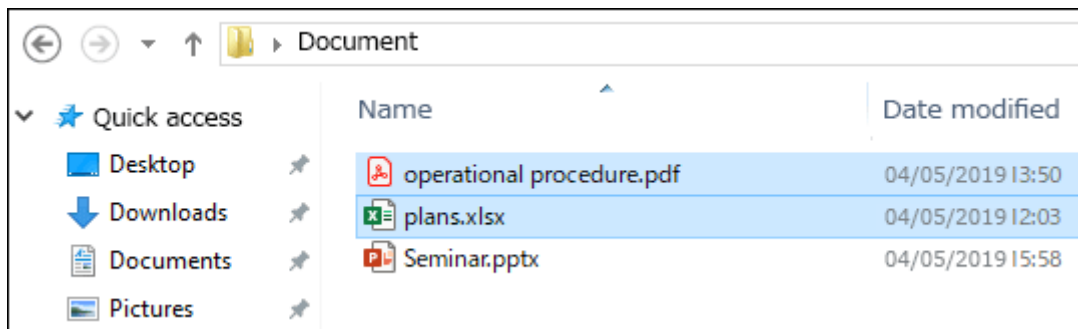 Document
Name Date modified
Quick access
Desktop
operational procedure.pdf 04/05/2019 13:50
Downloads
plans.xlsx 04/05/2019 12:03
Documents
Seminar.pptx 04/05/2019 15:58
Pictures